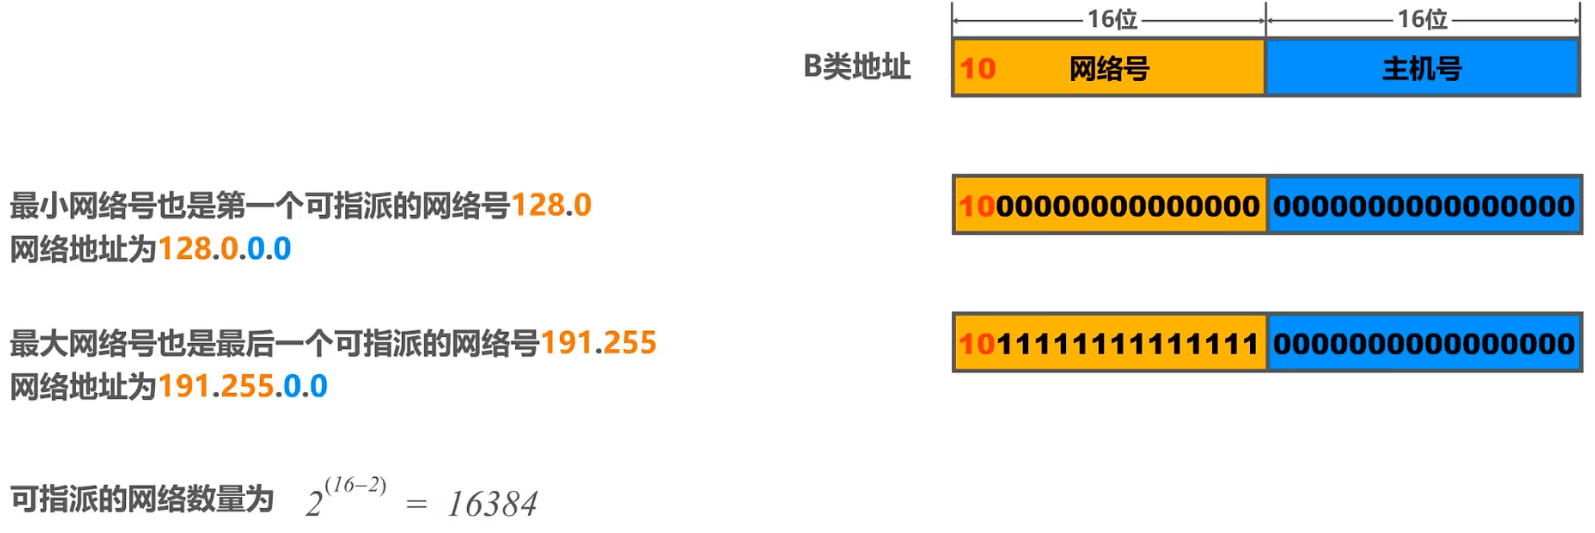 16位 16位
B类地址 10 网络号 主机号
最小网络号也是第一个可指派的网络号128.0
网络地址为128.0.0.0
1000000000000000 0000000000000000
最大网络号也是最后一个可指派的网络号191.255
网络地址为191.255.0.0
1011111111111111 0000000000000000
可指派的网络数量为 2^(16–2) = 16384